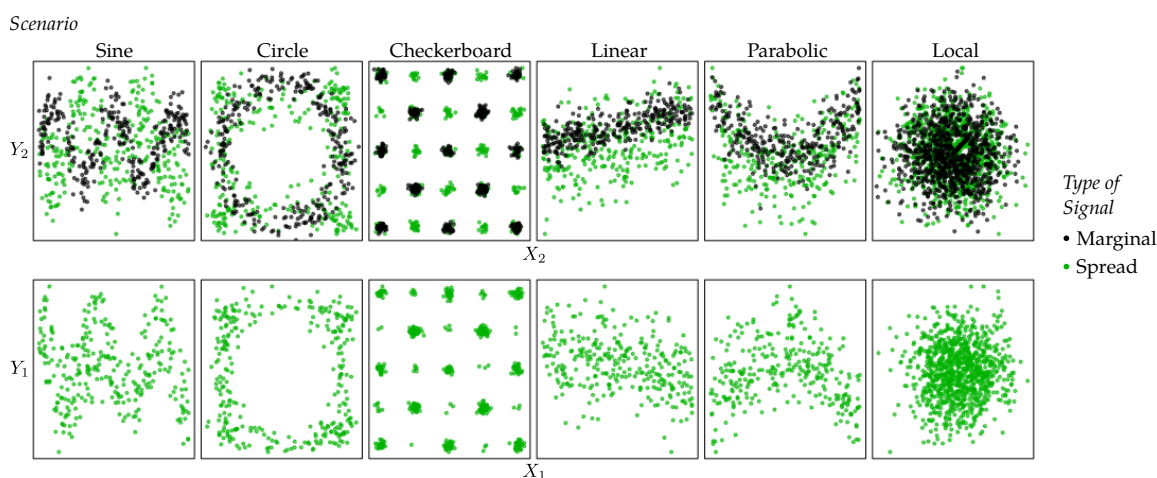 Scenario
Sine Circle Checkerboard Linear Parabolic Local
Y₂
X₂
Type of
Signal
Marginal
Spread
Y₁
X₁